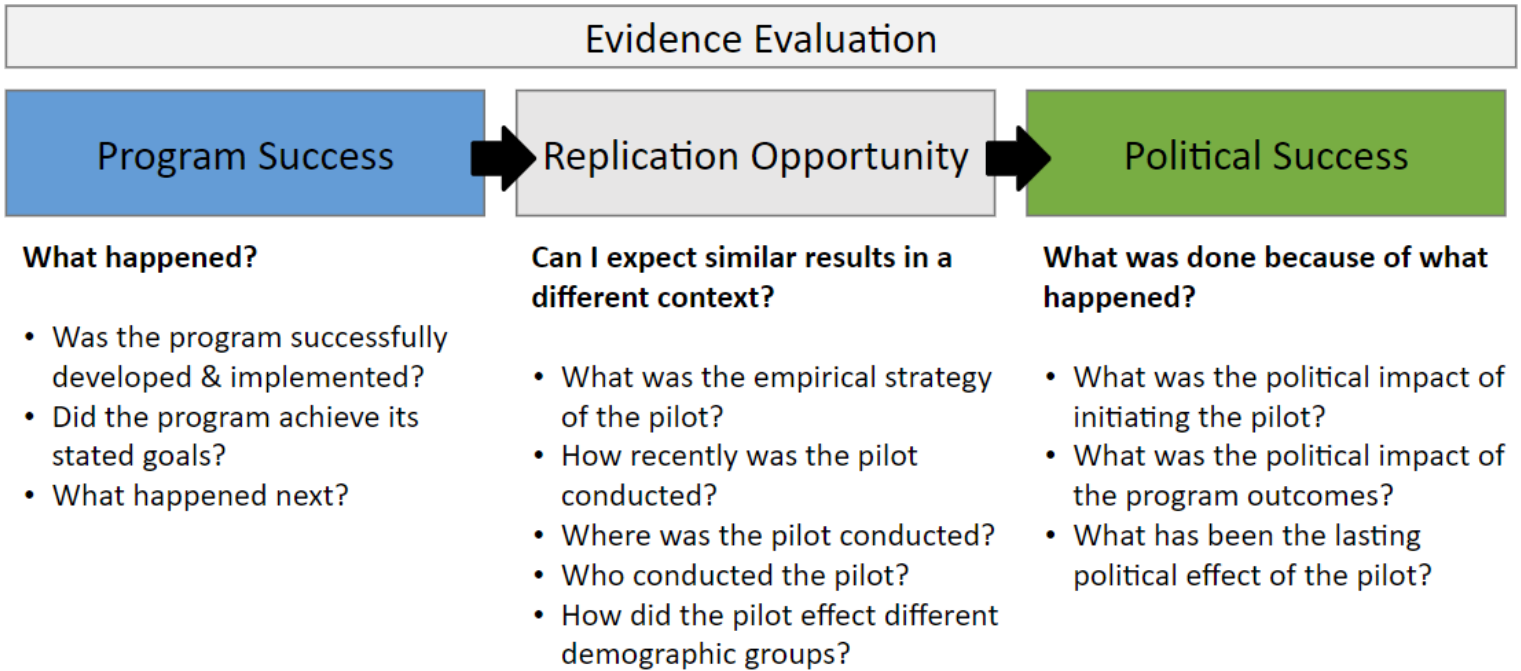 Evidence Evaluation
Program Success
Replication Opportunity
Political Success
What happened?
• Was the program successfully
developed & implemented?
• Did the program achieve its
stated goals?
• What happened next?
Can I expect similar results in a
different context?
• What was the empirical strategy
of the pilot?
• How recently was the pilot
conducted?
• Where was the pilot conducted?
• Who conducted the pilot?
• How did the pilot effect different
demographic groups?
What was done because of what
happened?
• What was the political impact of
initiating the pilot?
• What was the political impact of
the program outcomes?
• What has been the lasting
political effect of the pilot?